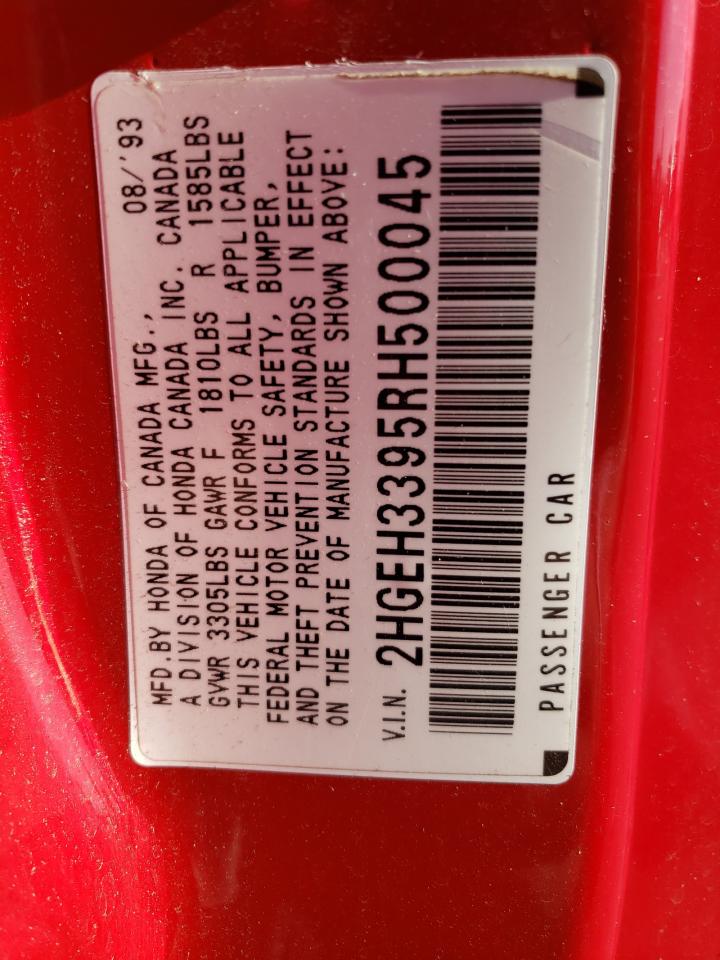 MFD.BY HONDA OF CANADA MFG., 08/'93
A DIVISION OF HONDA CANADA INC. CANADA
GVWR 3305LBS GAWR F 1810LBS R 1585LBS
THIS VEHICLE CONFORMS TO ALL APPLICABLE
FEDERAL MOTOR VEHICLE SAFETY, BUMPER,
AND THEFT PREVENTION STANDARDS IN EFFECT
ON THE DATE OF MANUFACTURE SHOWN ABOVE:
V.I.N. 2HGEH3395RH500045
PASSENGER CAR